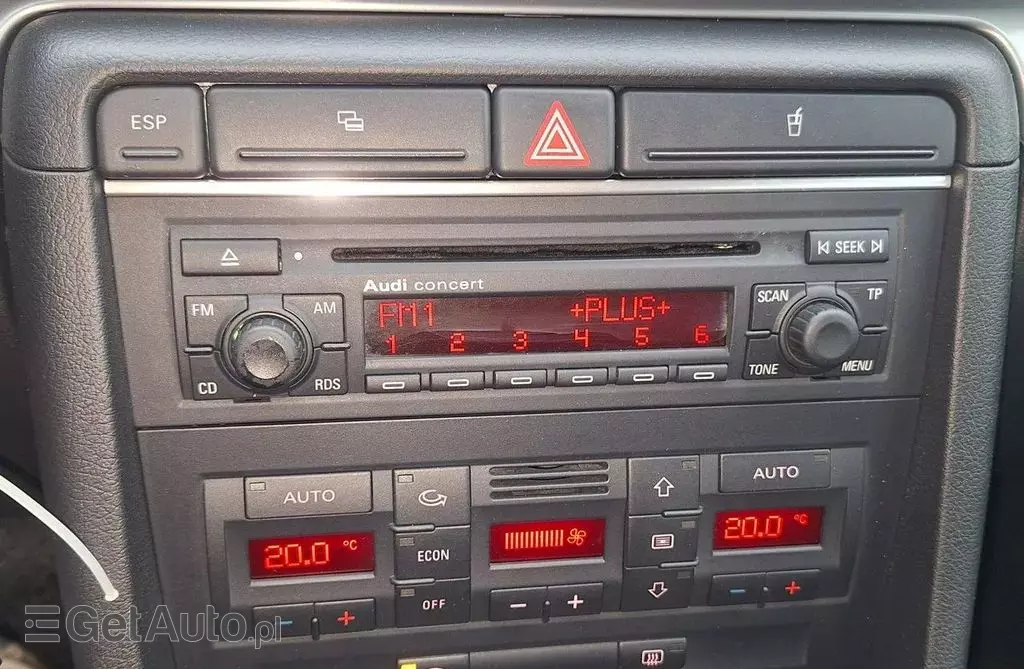 ESP
SEEK
Audi concert
FM AM
FM1 +PLUS+
1 2 3 4 5 6
SCAN TP
CD RDS
TONE MENU
AUTO
AUTO
20.0 °C
20.0 °C
ECON
OFF
- +
- +
- +
GetAuto.pl